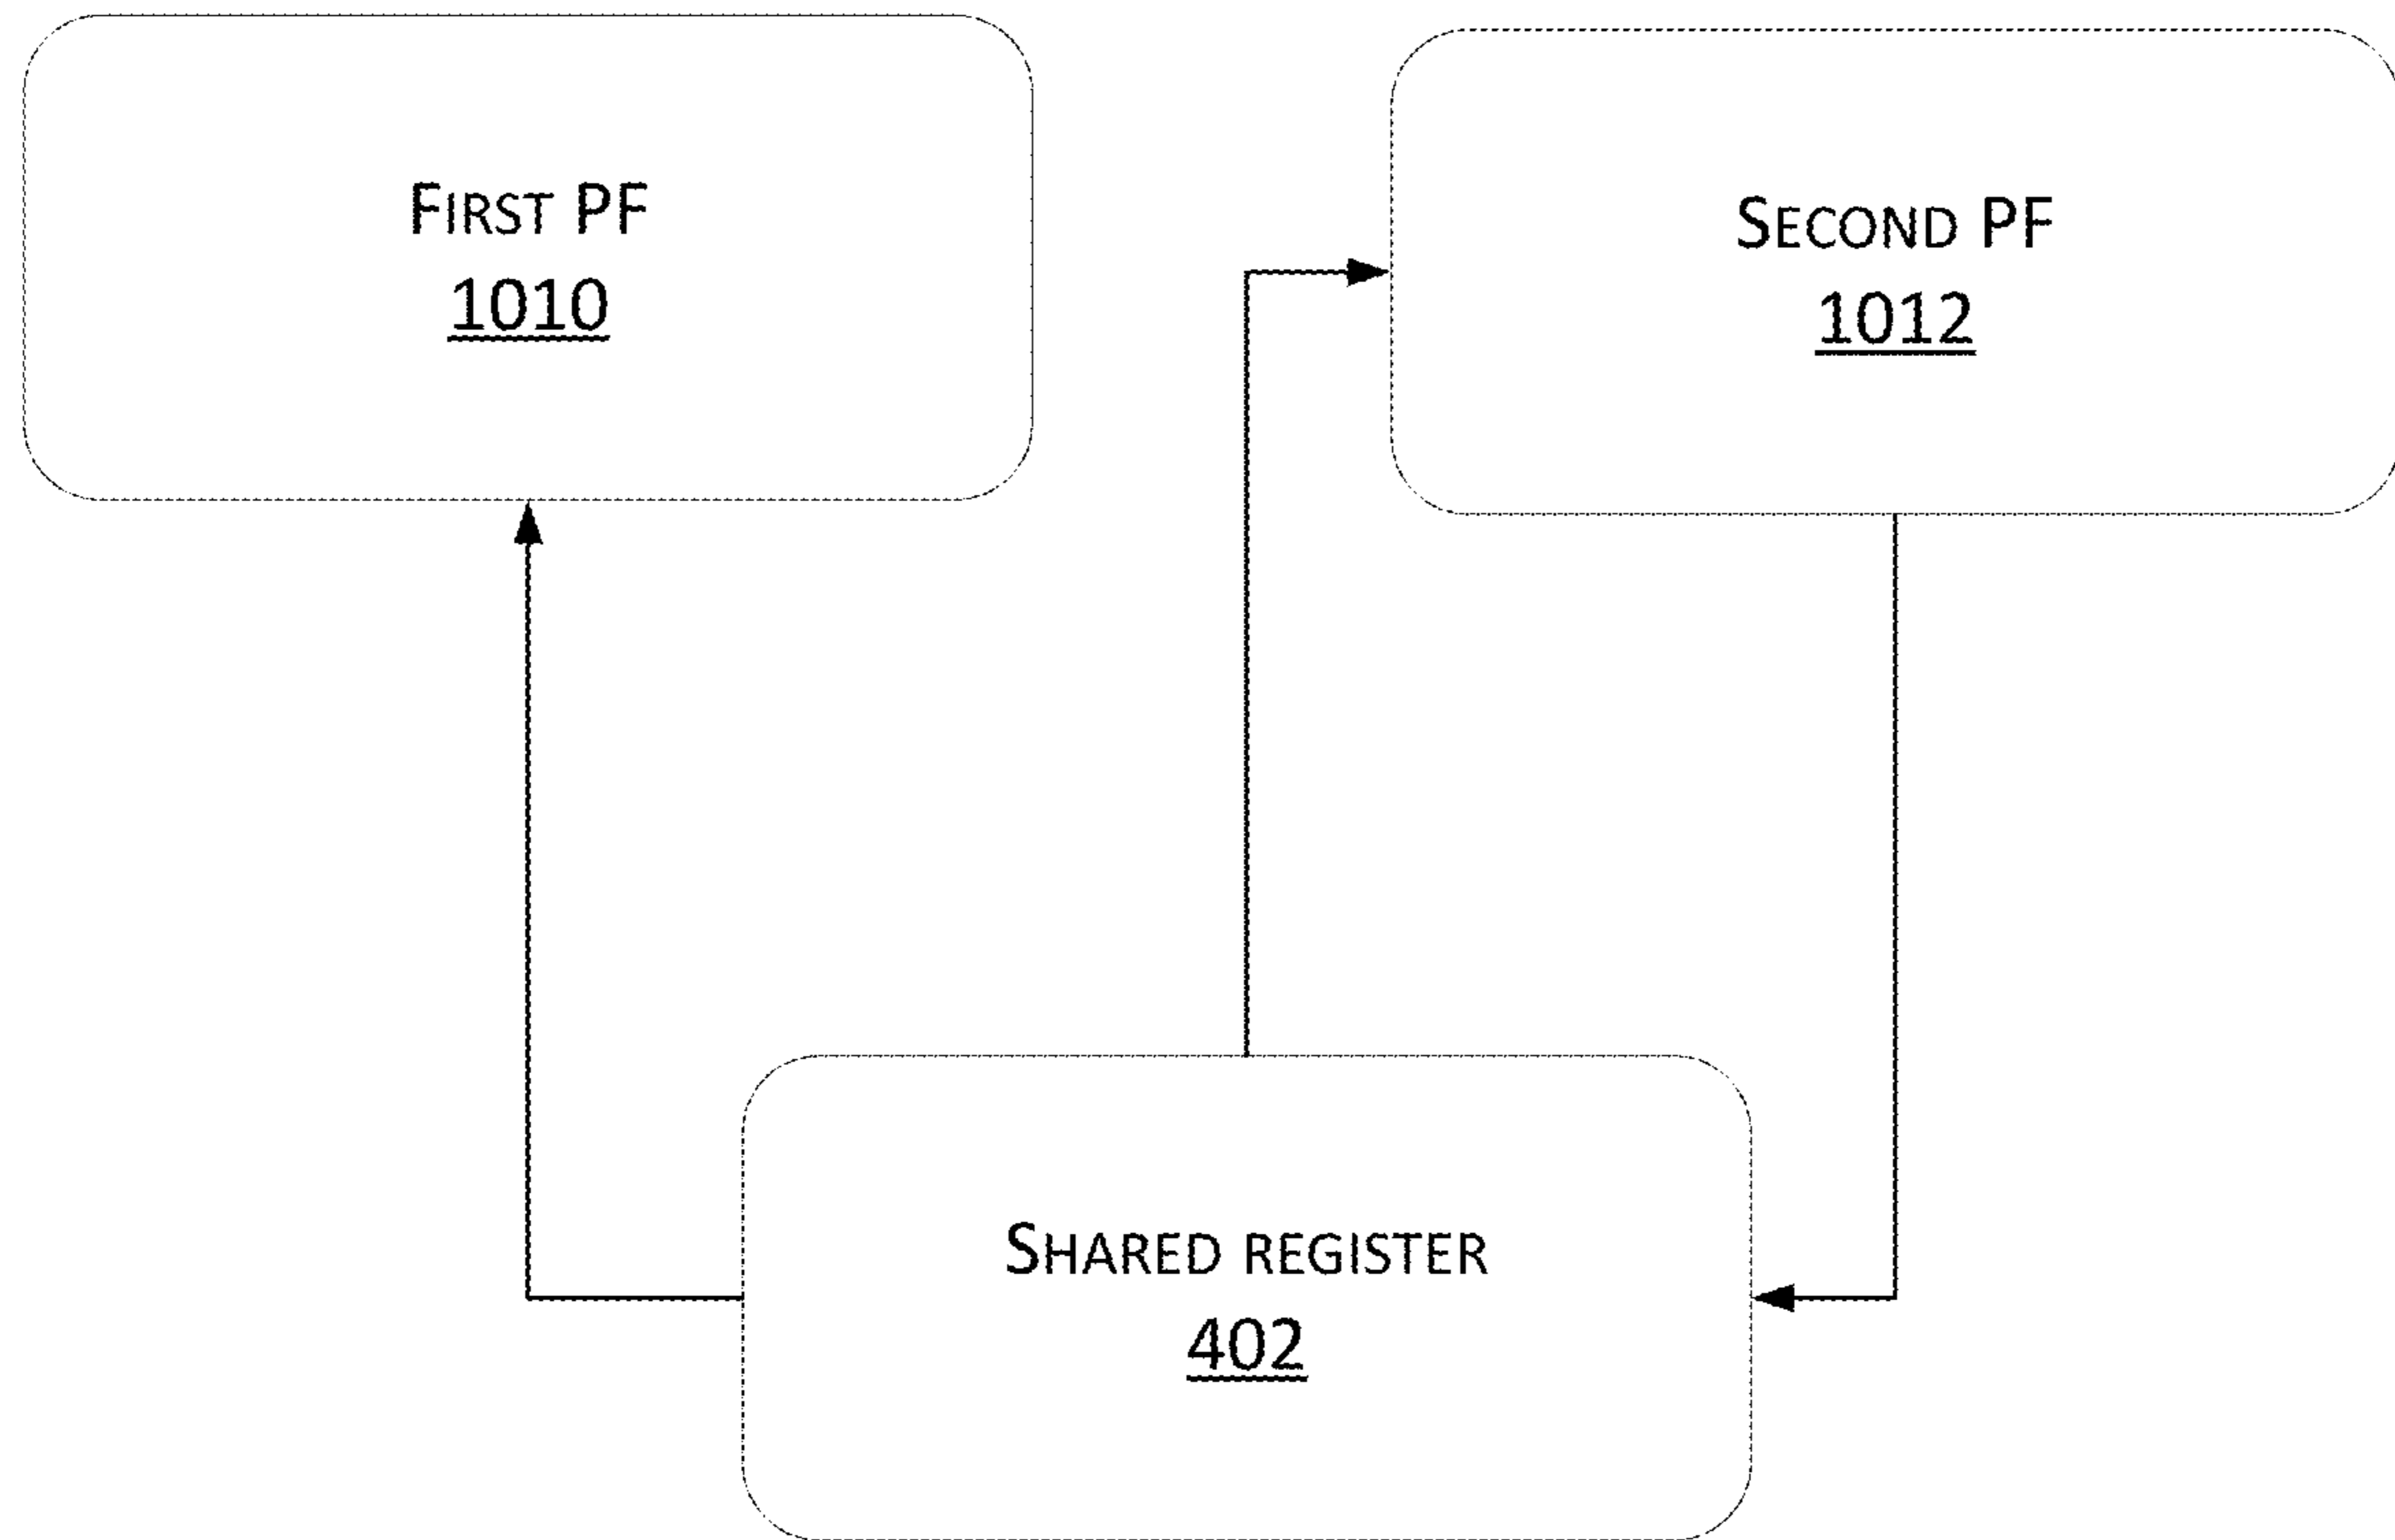 First PF
1010
Second PF
1012
Shared register
402